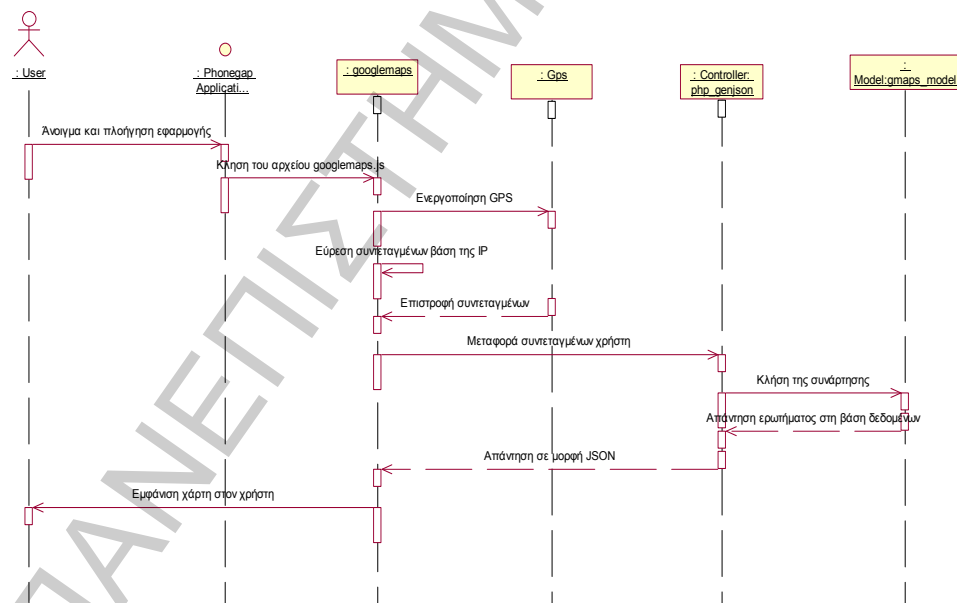 : User
: Phonegap
Applicati...
: googlemaps
: Gps
: Controller:
php_genjson
:
Model:gmaps_model
Άνοιγμα και πλοήγηση εφαρμογής
Κληση του αρχείου googlemaps.js
Ενεργοποίηση GPS
Εύρεση συντεταγμένων βάση της IP
Επιστροφή συντεταγμένων
Μεταφορά συντεταγμένων χρήστη
Κλήση της συνάρτησης
Απάντηση ερωτήματος στη βάση δεδομένων
Απάντηση σε μορφή JSON
Εμφάνιση χάρτη στον χρήστη
ΠΑΝΕΠΙΣΤΗΜ